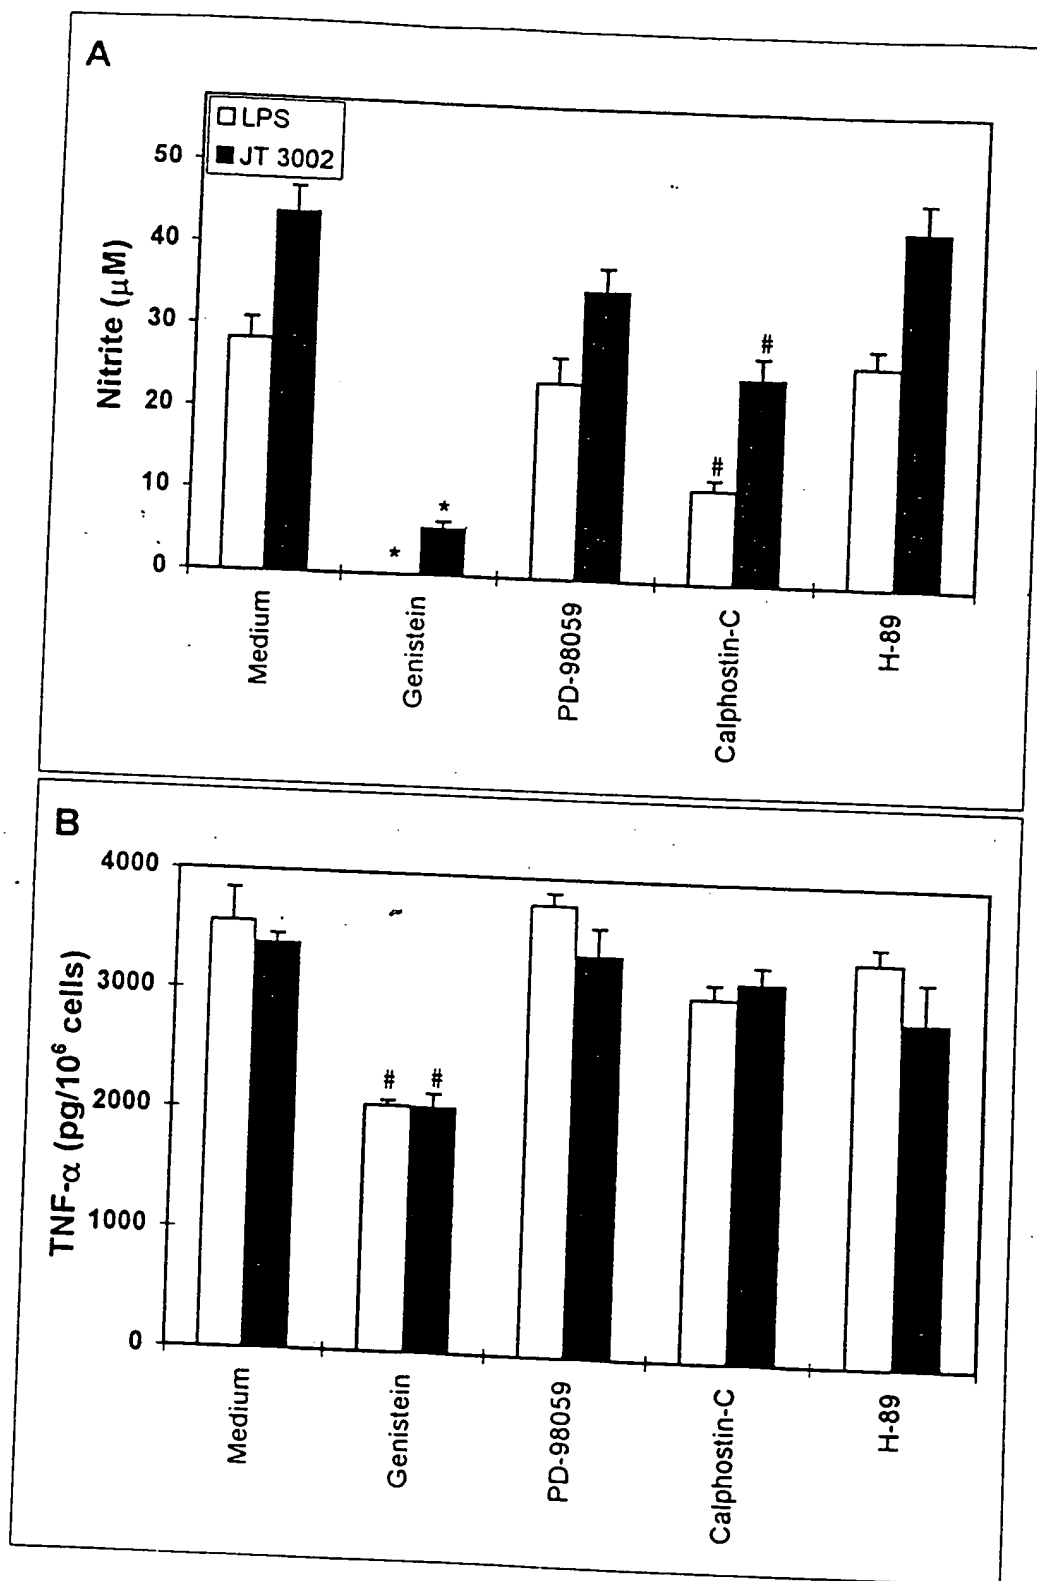 A
LPS
JT 3002
50
40
30
20
10
0
Nitrite (μM)
*
*
#
#
Medium
Genistein
PD-98059
Calphostin-C
H-89
B
4000
3000
2000
1000
0
TNF-α (pg/10⁶ cells)
#
#
Medium
Genistein
PD-98059
Calphostin-C
H-89